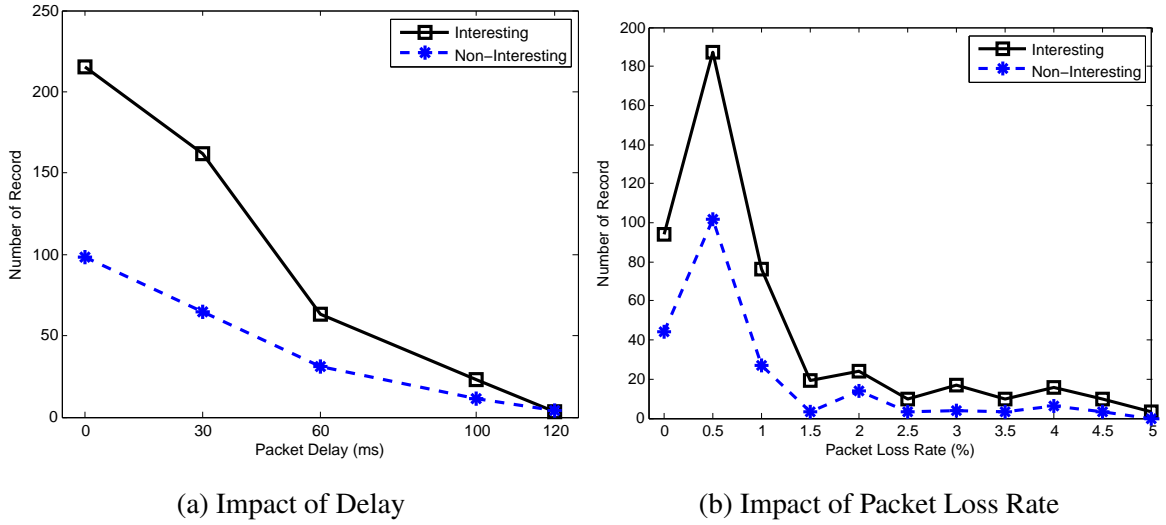 250
200
150
100
50
0
Number of Record
Interesting
Non−Interesting
0 30 60 100 120
Packet Delay (ms)
(a) Impact of Delay
200
180
160
140
120
100
80
60
40
20
0
Number of Record
Interesting
Non−Interesting
0 0.5 1 1.5 2 2.5 3 3.5 4 4.5 5
Packet Loss Rate (%)
(b) Impact of Packet Loss Rate